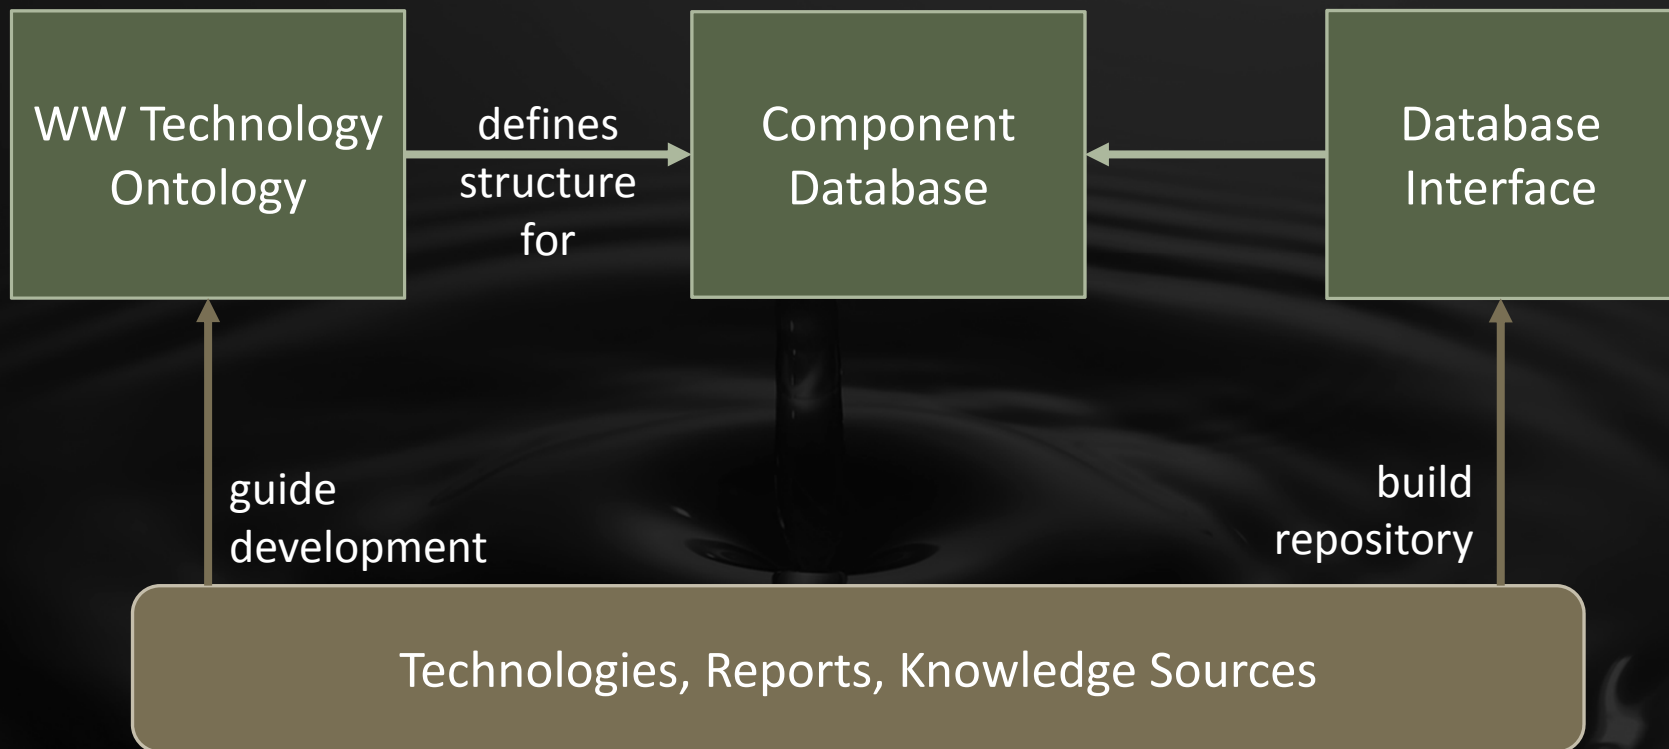 WW Technology
Ontology
defines
structure
for
Component
Database
Database
Interface
guide
development
build
repository
Technologies, Reports, Knowledge Sources